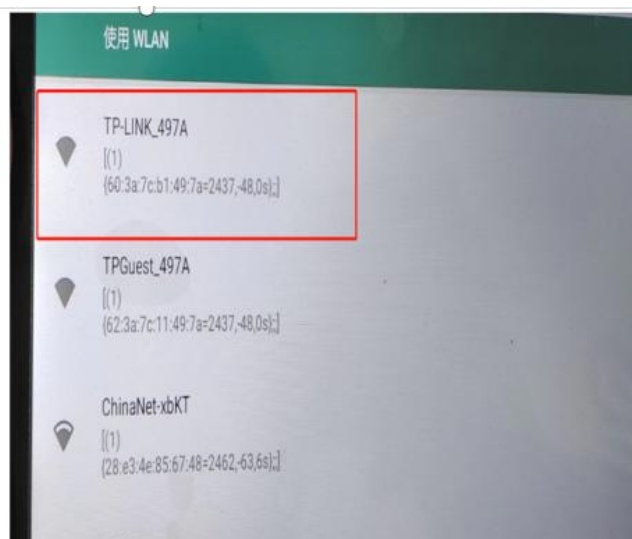 使用 WLAN
TP-LINK_497A
[(1)
{60:3a:7c:b1:49:7a=2437,-48,0s};;]
TPGuest_497A
[(1)
{62:3a:7c:11:49:7a=2437,-48,0s};;]
ChinaNet-xbKT
[(1)
{28:e3:4e:85:67:48=2462,-63,6s};;]